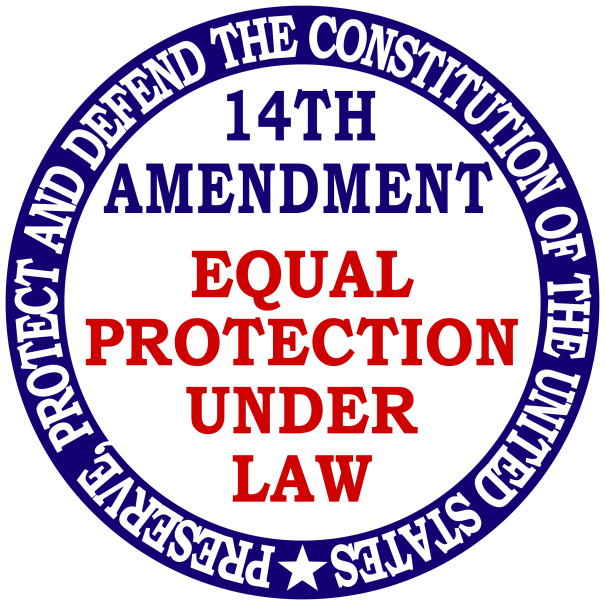 PRESERVE, PROTECT AND DEFEND THE CONSTITUTION OF THE UNITED STATES
14TH
AMENDMENT
EQUAL
PROTECTION
UNDER
LAW